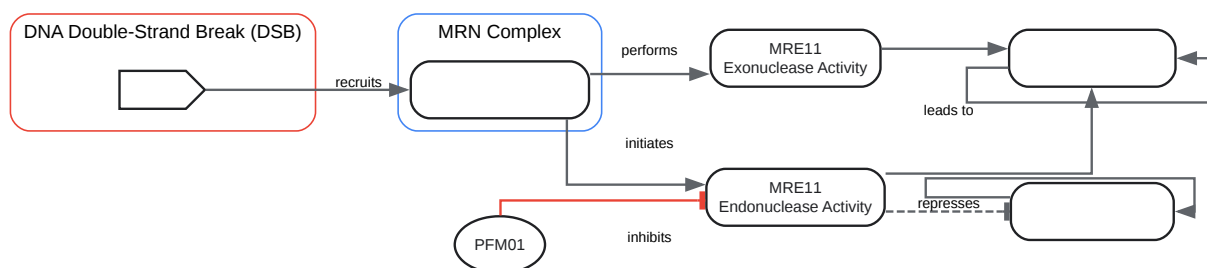 DNA Double-Strand Break (DSB)
MRN Complex
recruits
performs
MRE11
Exonuclease Activity
leads to
initiates
MRE11
Endonuclease Activity
represses
inhibits
PFM01